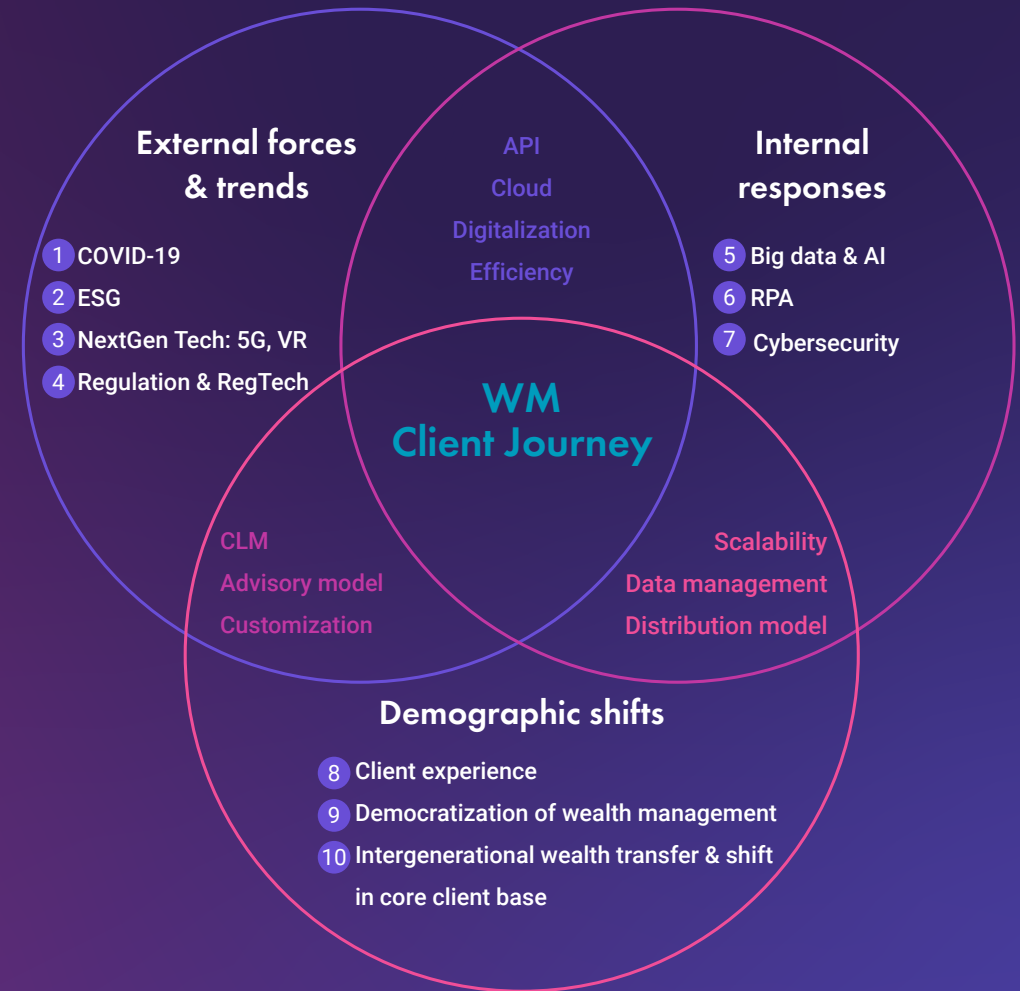 External forces
& trends
1 COVID-19
2 ESG
3 NextGen Tech: 5G, VR
4 Regulation & RegTech
API
Cloud
Digitalization
Efficiency
Internal
responses
5 Big data & AI
6 RPA
7 Cybersecurity
WM
Client Journey
CLM
Advisory model
Customization
Scalability
Data management
Distribution model
Demographic shifts
8 Client experience
9 Democratization of wealth management
10 Intergenerational wealth transfer & shift
in core client base